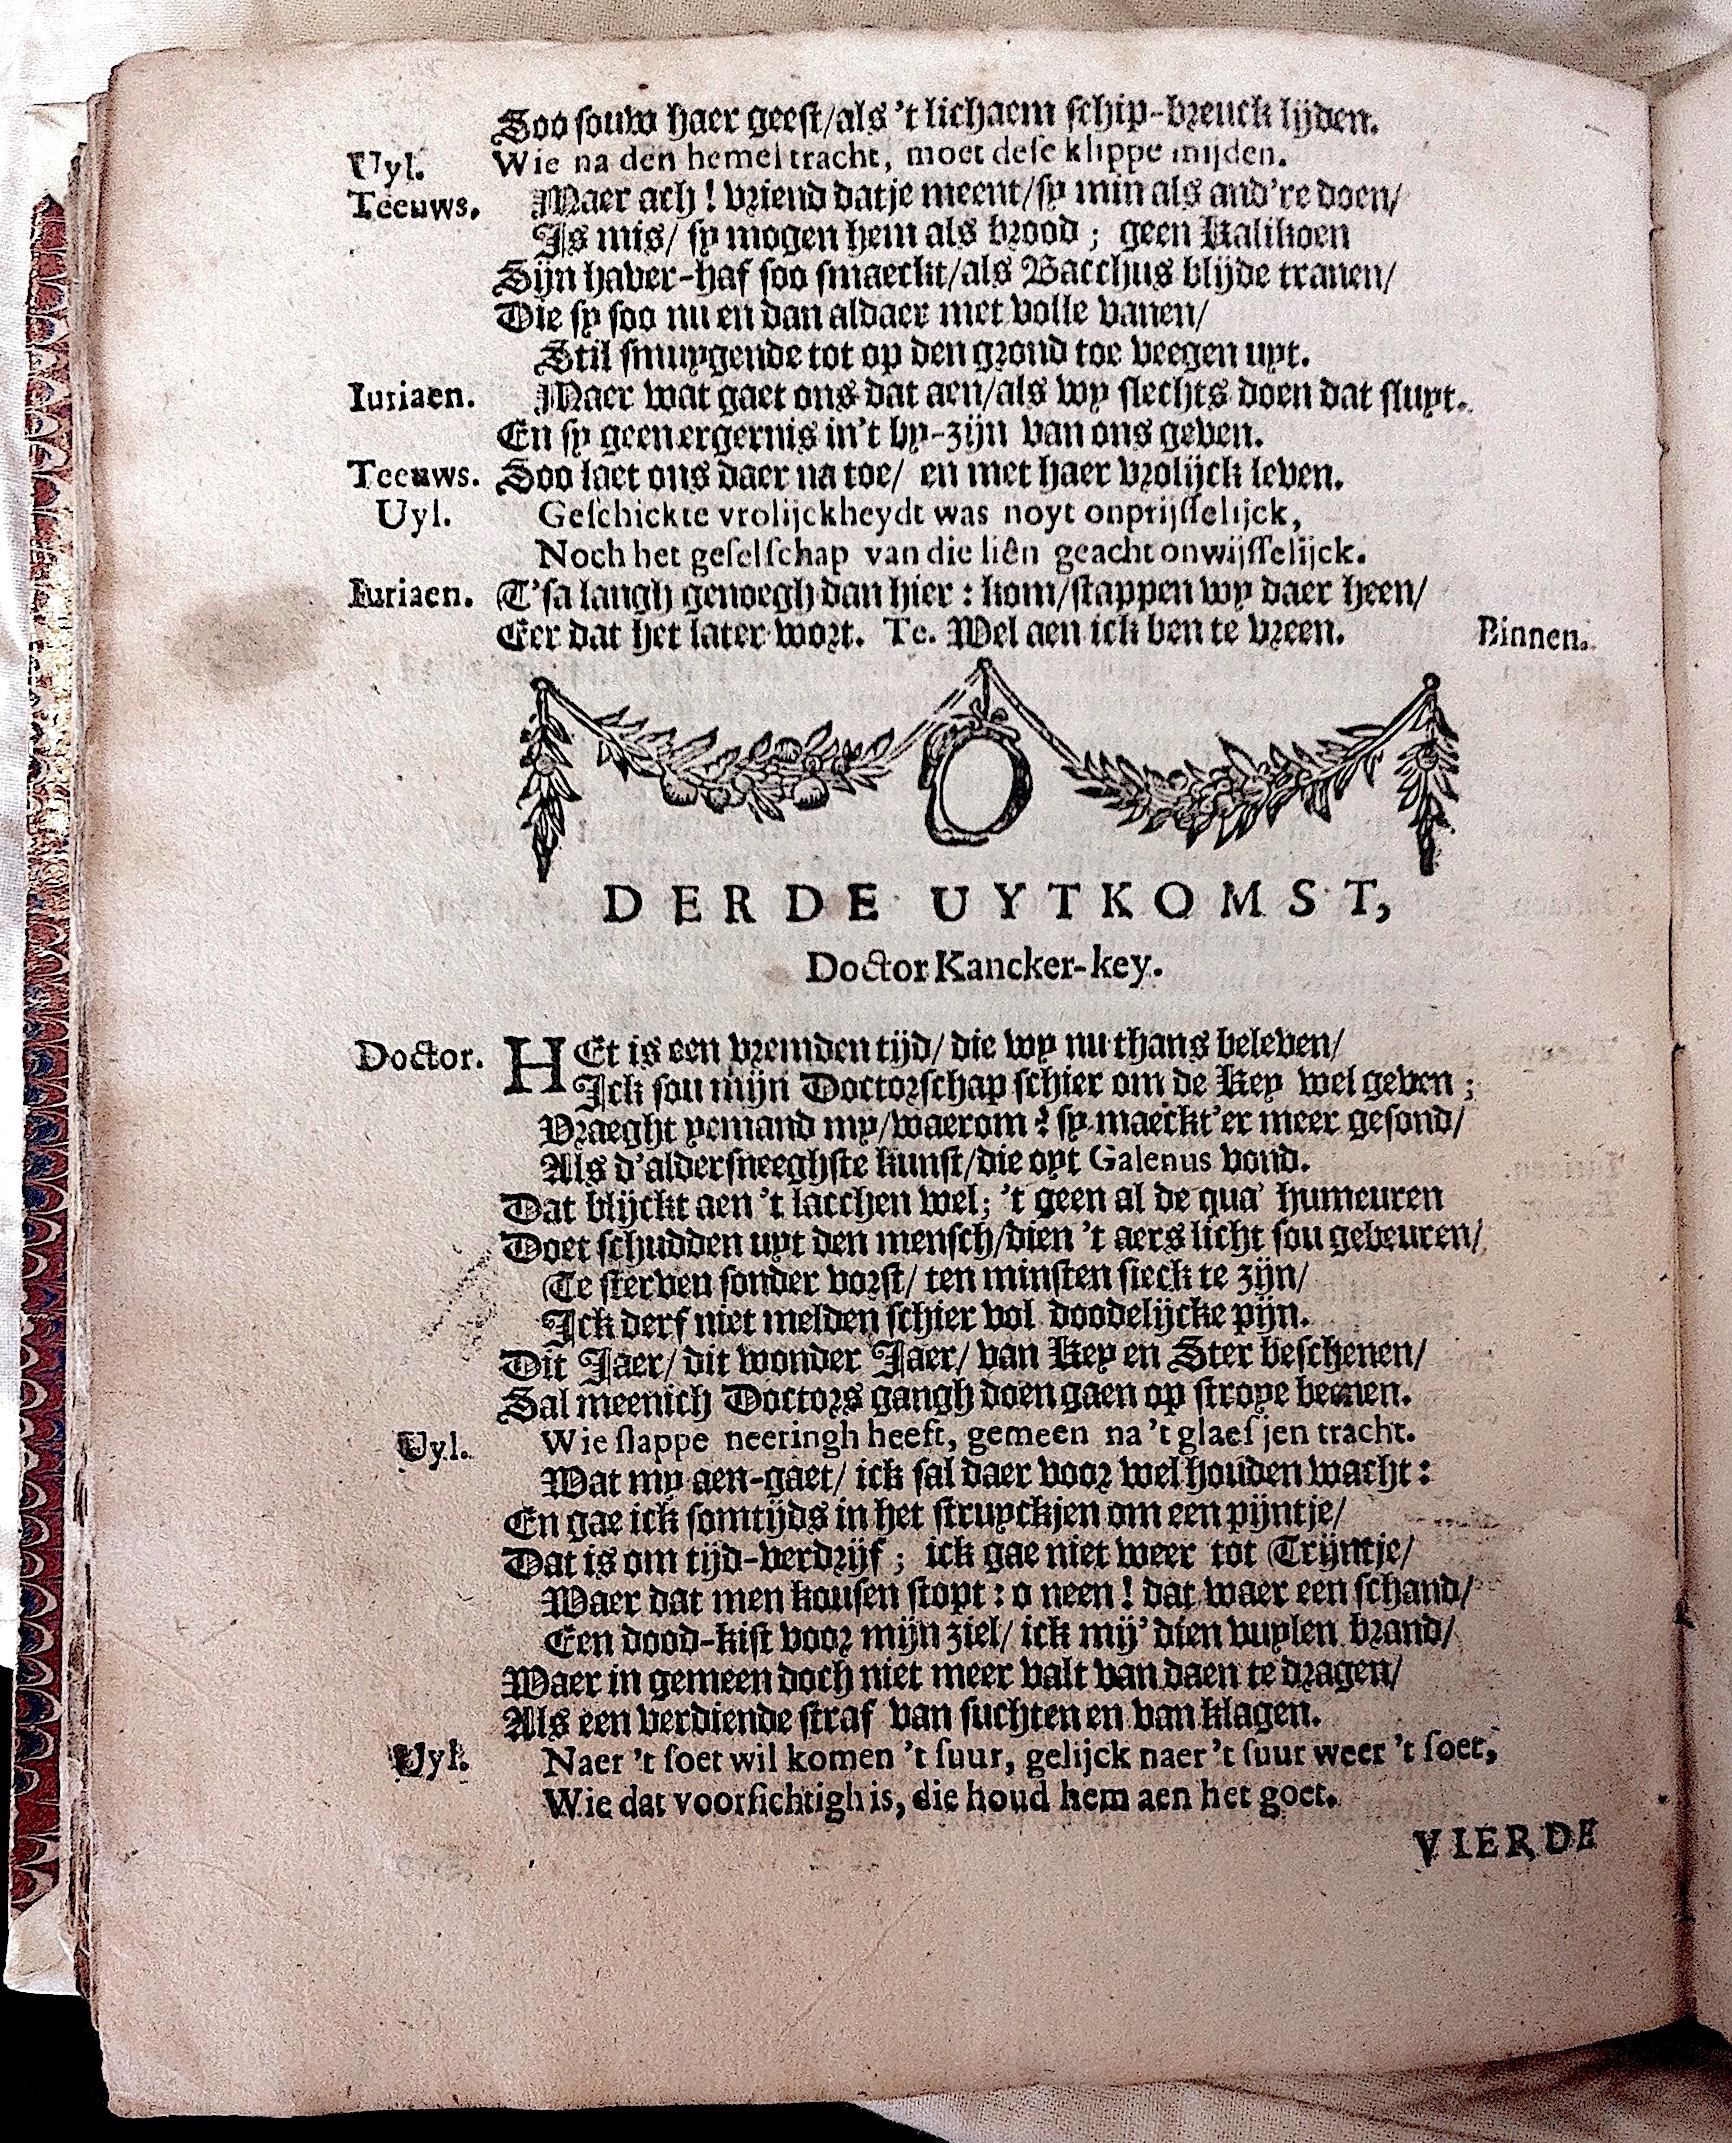 Soo souw haer geest/als 't lichaem schip-breuck lijden.
Uyl. Wie na den hemel tracht, moet dese klippe mijden.
Teeuws. Maer ach! vriend datje meent/sy min als and're doen/
Is mis/ sy mogen hem als brood; geen Kalikoen
Sijn haver-haf soo smaeckt/als Bacchus blijde tranen/
Die sy soo nu en dan aldaer met volle vanen/
Stil smuygende tot op den grond toe veegen uyt.
Iuriaen. Maer wat gaet ons dat aen/als wy slechts doen dat sluyt.
En sy geen ergernis in't by-zijn van ons geven.
Teeuws. Soo laet ons daer na toe/ en met haer vrolijck leven.
Uyl. Geschickte vrolijckheydt was noyt onprijsselijck,
Noch het geselschap van die liên geacht onwijsselijck.
Iuriaen. T'sa langh genoegh dan hier: kom/stappen wy daer heen/
Eer dat het later wort. Te. Wel aen ick ben te vreen. Binnen.
DERDE UYTKOMST,
Doctor Kancker-key.
Doctor. HEt is een vremden tijd/ die wy nu thans beleven/
Ick sou mijn Doctorschap schier om de Key wel geven;
Vraeght yemand my/waerom? sy maeckt'er meer gesond/
Als d'aldersneeghste kunst/die oyt Galenus vond.
Dat blijckt aen 't lacchen wel; 't geen al de qua' humeuren
Doet schudden uyt den mensch/dien 't aers licht sou gebeuren/
Te sterven sonder vorst/ ten minsten sieck te zijn/
Ick derf niet melden schier vol doodelijcke pijn.
Dit Jaer/ dit wonder Jaer/ van Key en Ster beschenen/
Sal meenich Doctors gangh doen gaen op stroye beenen.
Uyl. Wie slappe neeringh heeft, gemeen na 't glaesjen tracht.
Wat my aen-gaet/ ick sal daer voor wel houden wacht:
En gae ick somtijds in het struyckjen om een pijntje/
Dat is om tijd-verdrijf; ick gae niet weer tot Trijntje/
Waer dat men kousen stopt: o neen! dat waer een schand/
Een dood-kist voor mijn ziel/ ick mij' dien vuylen brand/
Waer in gemeen doch niet meer valt van daen te dragen/
Als een verdiende straf van suchten en van klagen.
Uyl. Naer 't soet wil komen 't suur, gelijck naer 't suur weer 't soet,
Wie dat voorsichtigh is, die houd hem aen het goet.
VIERDE